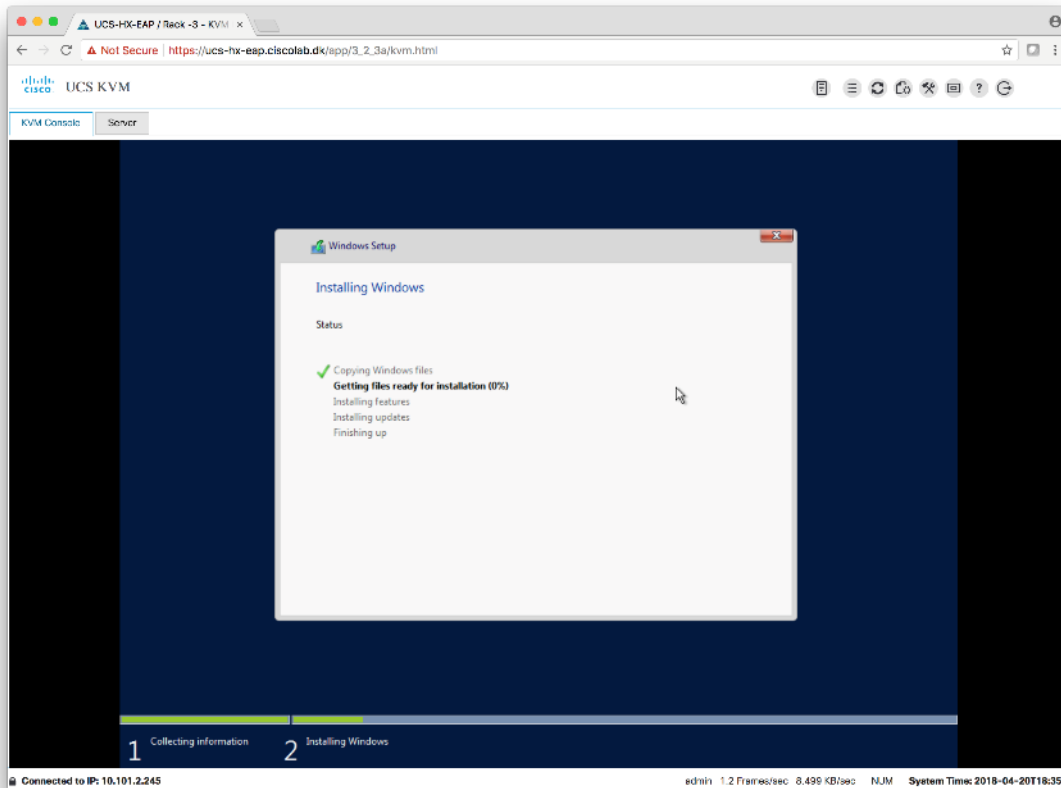 UCS-HX-EAP / Rack -3 - KVM ×
Not Secure | https://ucs-hx-eap.ciscolab.dk/app/3_2_3a/kvm.html
cisco UCS KVM
KVM Console Server
Windows Setup
Installing Windows
Status
Copying Windows files
Getting files ready for installation (0%)
Installing features
Installing updates
Finishing up
1 Collecting information 2 Installing Windows
Connected to IP: 10.101.2.245 admin 1.2 Frames/sec 8.499 KB/sec NUM System Time: 2018-04-20T18:35